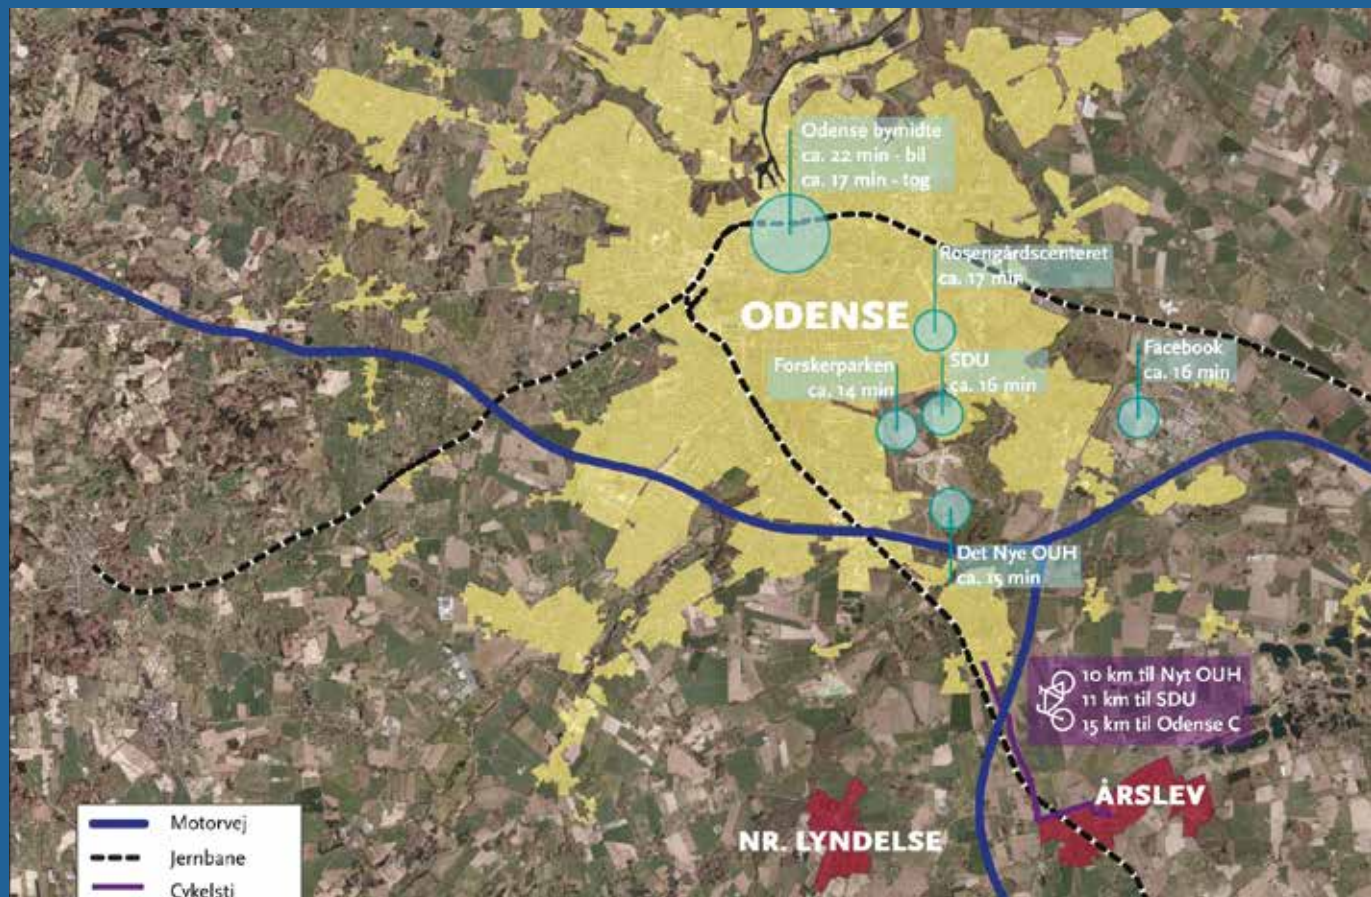 Odense bymidte
ca. 22 min - bil
ca. 17 min - tog
Rosengårdscenteret
ca. 17 min
ODENSE
Forskerparken
ca. 14 min
SDU
ca. 16 min
Facebook
ca. 16 min
Det Nye OUH
ca. 15 min
10 km til Nyt OUH
11 km til SDU
15 km til Odense C
ÅRSLEV
NR. LYNDELSE
Motorvej
Jernbane
Cykelsti